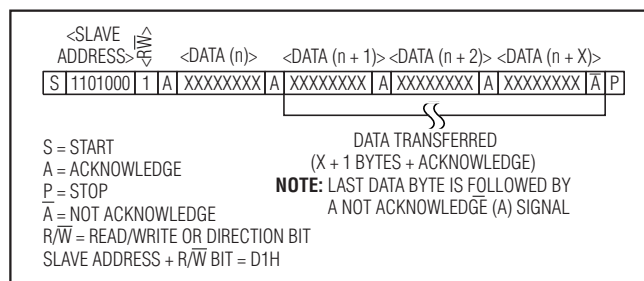 <SLAVE ADDRESS> <RW̅> <DATA (n)> <DATA (n + 1)> <DATA (n + 2)> <DATA (n + X)>
S 1101000 1 A XXXXXXXX A XXXXXXXX A XXXXXXXX A XXXXXXXX A̅ P
S = START
A = ACKNOWLEDGE
P = STOP
A̅ = NOT ACKNOWLEDGE
R/W̅ = READ/WRITE OR DIRECTION BIT
SLAVE ADDRESS + R/W̅ BIT = D1H
DATA TRANSFERRED
(X + 1 BYTES + ACKNOWLEDGE)
NOTE: LAST DATA BYTE IS FOLLOWED BY
A NOT ACKNOWLEDGE̅ (A) SIGNAL